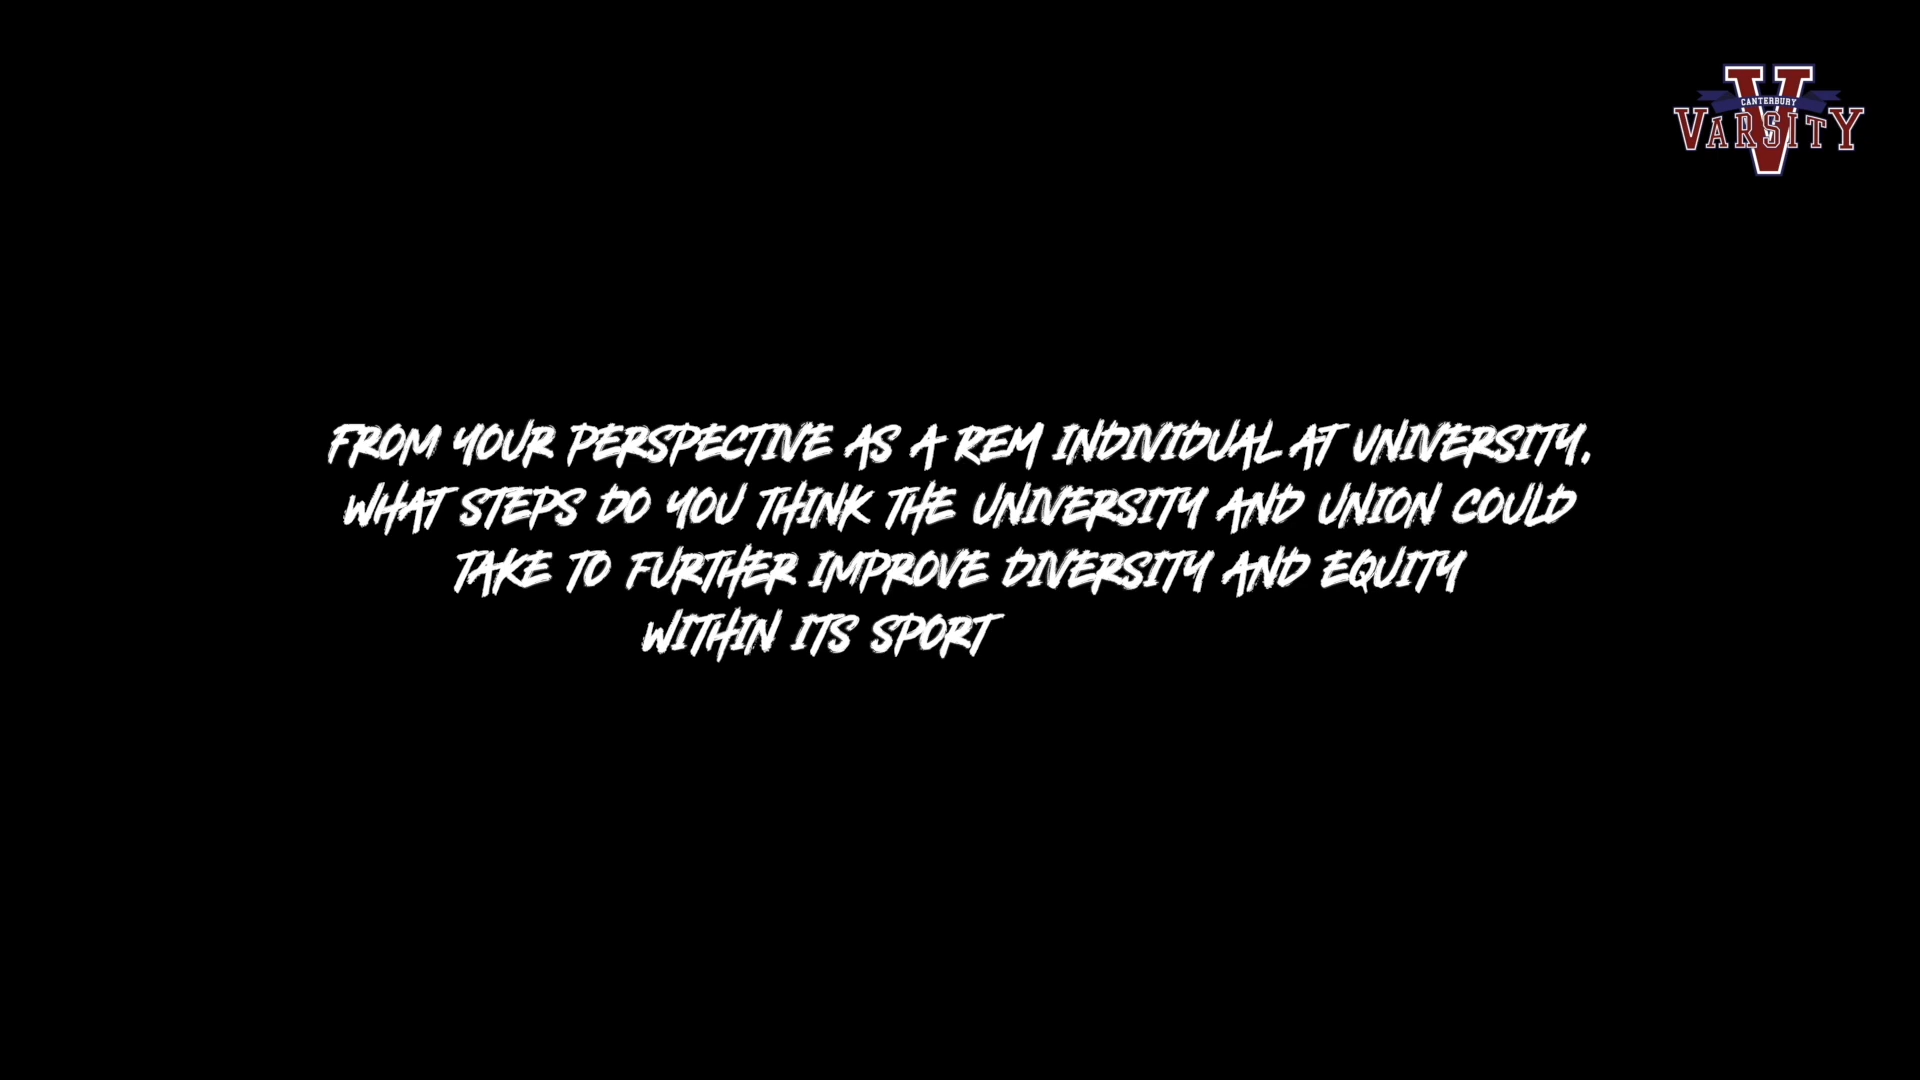 CANTERBURY
VARSITY
FROM YOUR PERSPECTIVE AS A REM INDIVIDUAL AT UNIVERSITY.
WHAT STEPS DO YOU THINK THE UNIVERSITY AND UNION COULD
TAKE TO FURTHER IMPROVE DIVERSITY AND EQUITY
WITHIN ITS SPORT